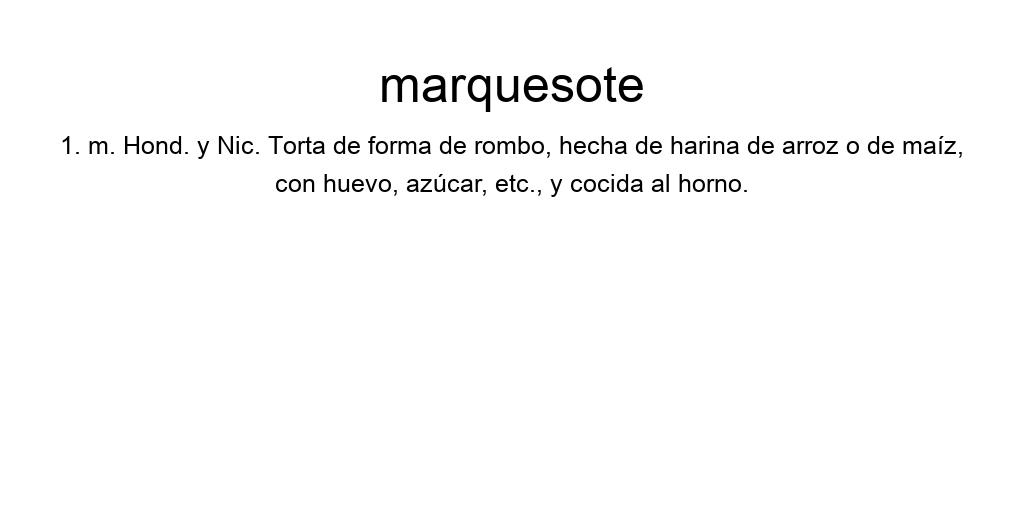 marquesote
1. m. Hond. y Nic. Torta de forma de rombo, hecha de harina de arroz o de maíz,
con huevo, azúcar, etc., y cocida al horno.